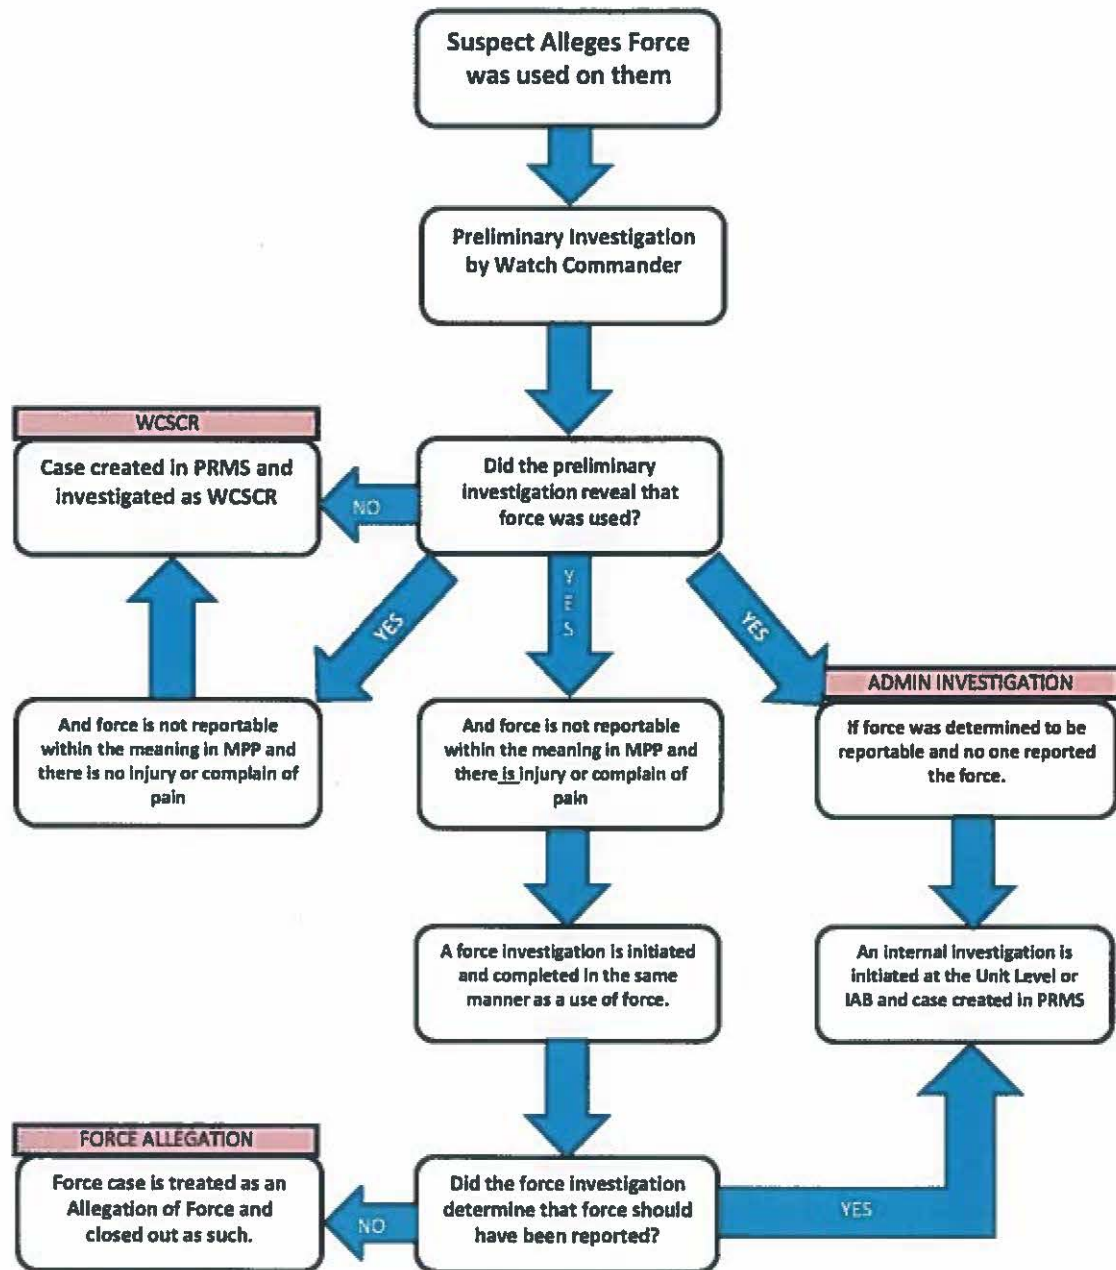 Suspect Alleges Force
was used on them
Preliminary Investigation
by Watch Commander
WCSCR
Case created in PRMS and
investigated as WCSCR
NO
Did the preliminary
investigation reveal that
force was used?
YES
YES
YES
And force is not reportable
within the meaning in MPP and
there is no injury or complain of
pain
And force is not reportable
within the meaning in MPP and
there is injury or complain of
pain
ADMIN INVESTIGATION
If force was determined to be
reportable and no one reported
the force.
A force investigation is initiated
and completed in the same
manner as a use of force.
An internal investigation is
initiated at the Unit Level or
IAB and case created in PRMS
FORCE ALLEGATION
Force case is treated as an
Allegation of Force and
closed out as such.
NO
Did the force investigation
determine that force should
have been reported?
YES